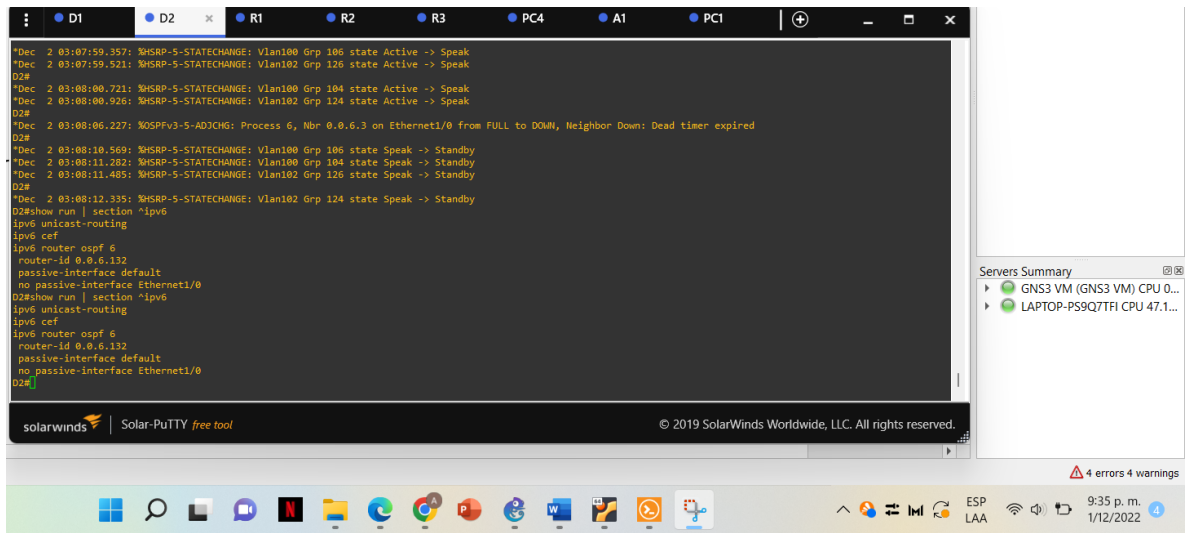 D1
D2
×
R1
R2
R3
PC4
A1
PC1
*Dec  2 03:07:59.357: %HSRP-5-STATECHANGE: Vlan100 Grp 106 state Active -> Speak
*Dec  2 03:07:59.521: %HSRP-5-STATECHANGE: Vlan102 Grp 126 state Active -> Speak
D2#
*Dec  2 03:08:00.721: %HSRP-5-STATECHANGE: Vlan100 Grp 104 state Active -> Speak
*Dec  2 03:08:00.926: %HSRP-5-STATECHANGE: Vlan102 Grp 124 state Active -> Speak
D2#
*Dec  2 03:08:06.227: %OSPFv3-5-ADJCHG: Process 6, Nbr 0.0.6.3 on Ethernet1/0 from FULL to DOWN, Neighbor Down: Dead timer expired
D2#
*Dec  2 03:08:10.569: %HSRP-5-STATECHANGE: Vlan100 Grp 106 state Speak -> Standby
*Dec  2 03:08:11.282: %HSRP-5-STATECHANGE: Vlan100 Grp 104 state Speak -> Standby
*Dec  2 03:08:11.485: %HSRP-5-STATECHANGE: Vlan102 Grp 126 state Speak -> Standby
D2#
*Dec  2 03:08:12.335: %HSRP-5-STATECHANGE: Vlan102 Grp 124 state Speak -> Standby
D2#show run | section ^ipv6
ipv6 unicast-routing
ipv6 cef
ipv6 router ospf 6
 router-id 0.0.6.132
 passive-interface default
 no passive-interface Ethernet1/0
D2#show run | section ^ipv6
ipv6 unicast-routing
ipv6 cef
ipv6 router ospf 6
 router-id 0.0.6.132
 passive-interface default
 no passive-interface Ethernet1/0
D2#
solarwinds | Solar-PuTTY free tool
© 2019 SolarWinds Worldwide, LLC. All rights reserved.
Servers Summary
GNS3 VM (GNS3 VM) CPU 0...
LAPTOP-PS9Q7TFI CPU 47.1...
4 errors 4 warnings
ESP
LAA
9:35 p. m.
1/12/2022
4